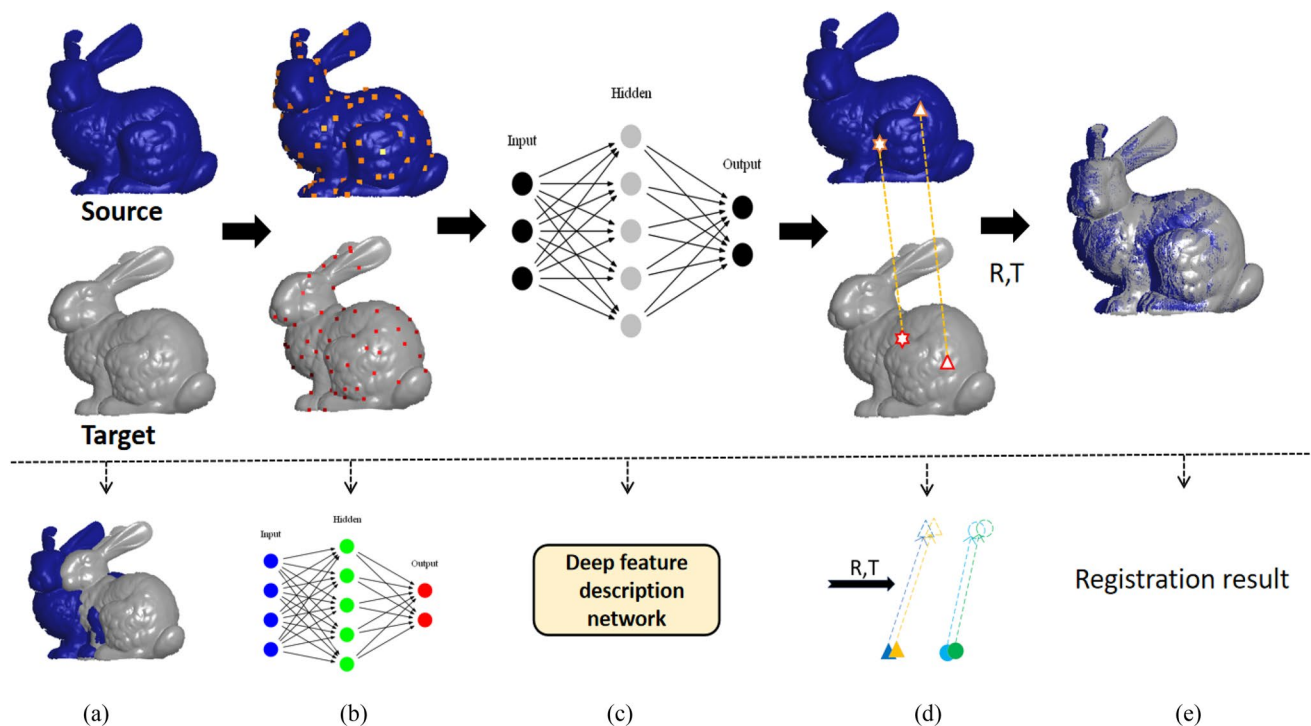 Source
Target
Input
Hidden
Output
R,T
Input
Hidden
Output
Deep feature
description
network
R,T
Registration result
(a)
(b)
(c)
(d)
(e)